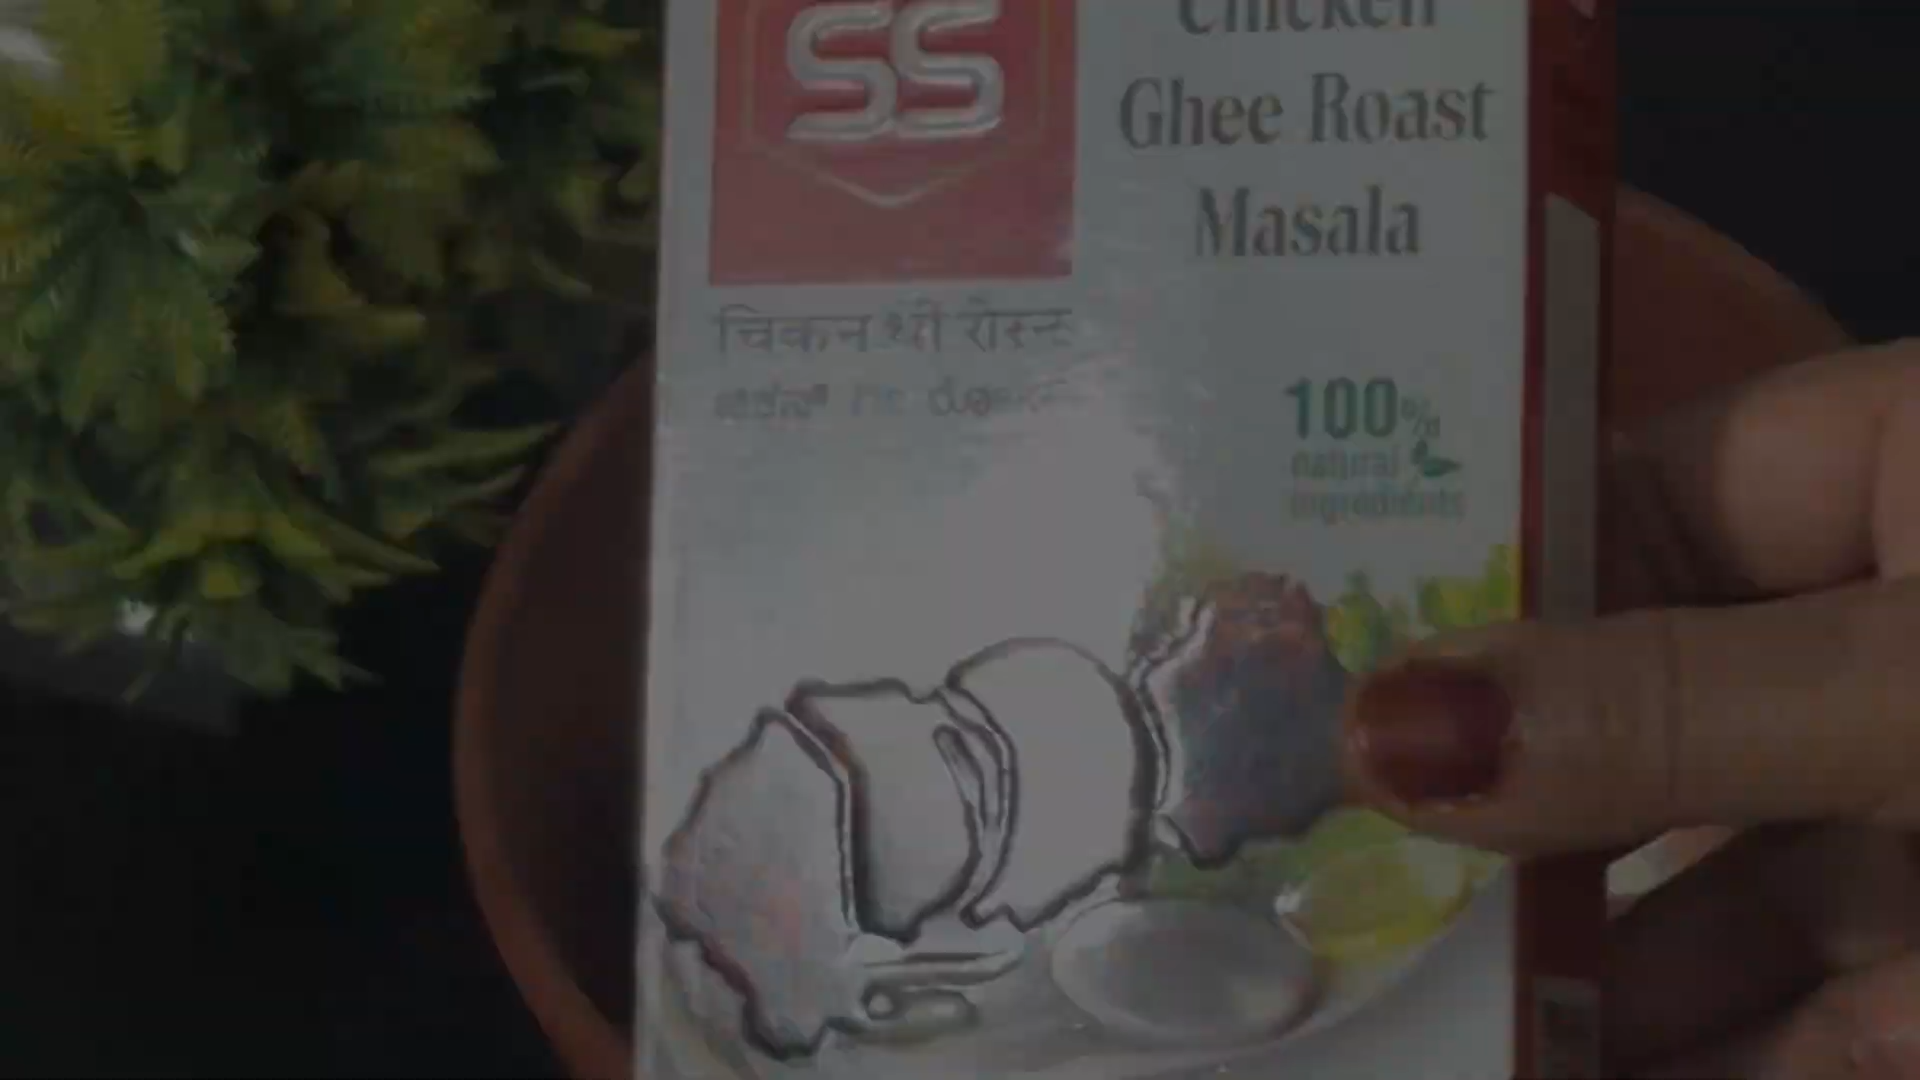 SS
Chicken
Ghee Roast
Masala
चिकन घी रोस्ट
100%
natural
ingredients